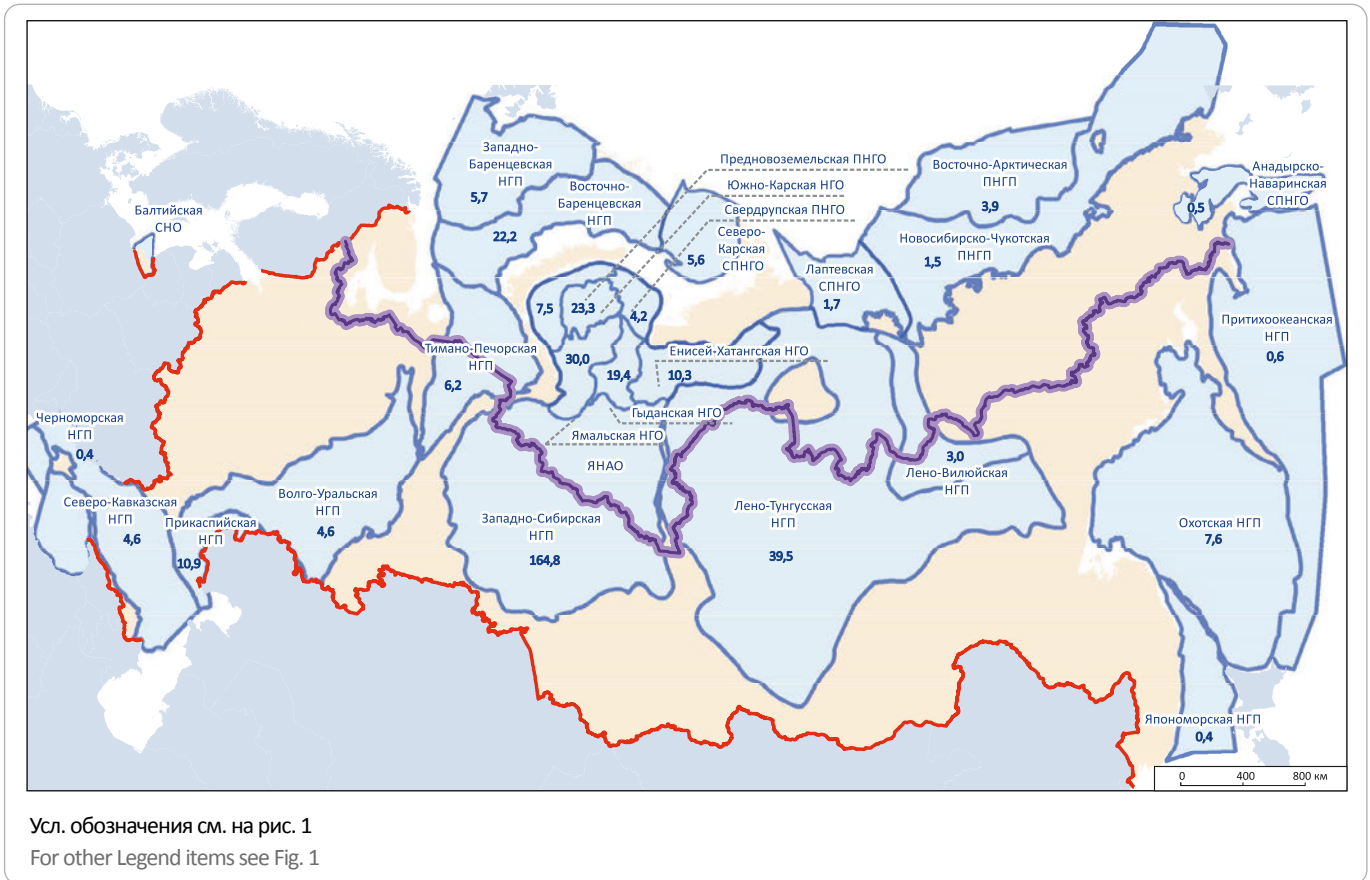 Западно-
Баренцевская
НГП
5,7
Восточно-
Баренцевская
НГП
22,2
Предновоземельская ПНГО
Южно-Карская НГО
Свердрупская ПНГО
Северо-
Карская
СПНГО
5,6
Восточно-Арктическая
ПНГП
3,9
Анадырско-
Наваринская
СПНГО
0,5
Балтийская
СНО
Новосибирско-Чукотская
ПНГП
1,5
Лаптевская
СПНГО
1,7
7,5
23,3
4,2
Притихоокеанская
НГП
0,6
Тимано-Печорская
НГП
6,2
30,0
19,4
Енисей-Хатангская НГО
10,3
Гыданская НГО
Ямальская НГО
ЯНАО
Черноморская
НГП
0,4
Северо-Кавказская
НГП
4,6
Прикаспийская
НГП
10,9
Волго-Уральская
НГП
4,6
Западно-Сибирская
НГП
164,8
Лено-Тунгусская
НГП
39,5
3,0
Лено-Вилюйская
НГП
Охотская НГП
7,6
Япономорская НГП
0,4
0 400 800 км
Усл. обозначения см. на рис. 1
For other Legend items see Fig. 1